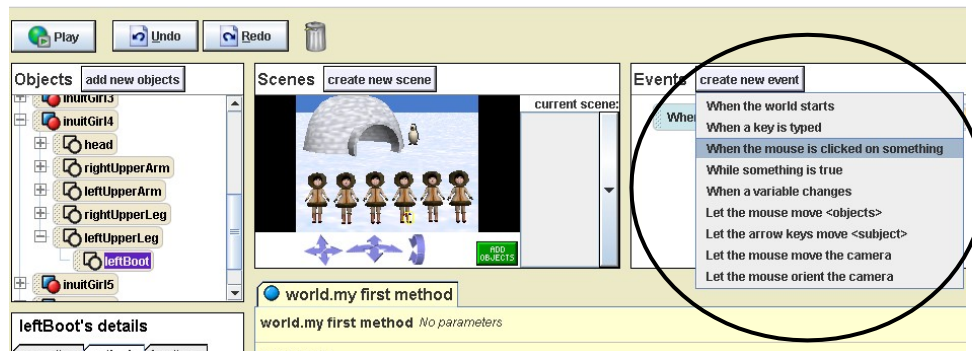 Play Undo Redo
Objects add new objects
inuitGirl3
inuitGirl4
head
rightUpperArm
leftUpperArm
rightUpperLeg
leftUpperLeg
leftBoot
inuitGirl5
leftBoot's details
Scenes create new scene
current scene:
ADD
OBJECTS
Events create new event
When the world starts
When a key is typed
When the mouse is clicked on something
While something is true
When a variable changes
Let the mouse move <objects>
Let the arrow keys move <subject>
Let the mouse move the camera
Let the mouse orient the camera
world.my first method
world.my first method No parameters